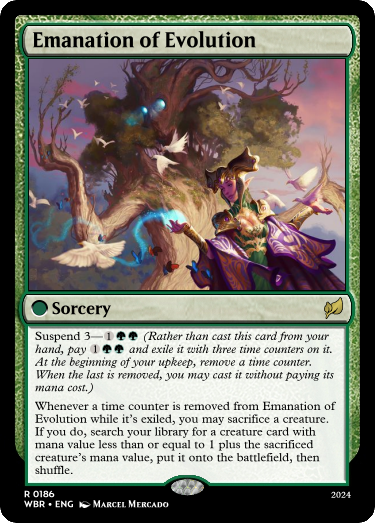 Emanation of Evolution
Sorcery
Suspend 3—1 (Rather than cast this card from your
hand, pay 1 and exile it with three time counters on it.
At the beginning of your upkeep, remove a time counter.
When the last is removed, you may cast it without paying its
mana cost.)
Whenever a time counter is removed from Emanation of
Evolution while it's exiled, you may sacrifice a creature.
If you do, search your library for a creature card with
mana value less than or equal to 1 plus the sacrificed
creature's mana value, put it onto the battlefield, then
shuffle.
R 0186
2024
WBR • ENG Marcel Mercado